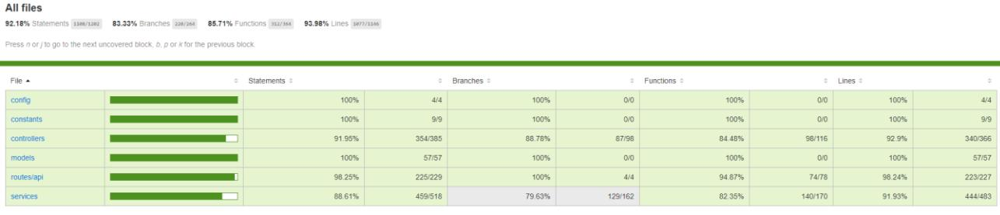 All files
92.18% Statements 1108/1202 83.33% Branches 220/264 85.71% Functions 312/364 93.98% Lines 1077/1146
Press n or j to go to the next uncovered block, b, p or k for the previous block.
File Statements Branches Functions Lines
config 100% 4/4 100% 0/0 100% 0/0 100% 4/4
constants 100% 9/9 100% 0/0 100% 0/0 100% 9/9
controllers 91.95% 354/385 88.78% 87/98 84.48% 98/116 92.9% 340/366
models 100% 57/57 100% 0/0 100% 0/0 100% 57/57
routes/api 98.25% 225/229 100% 4/4 94.87% 74/78 98.24% 223/227
services 88.61% 459/518 79.63% 129/162 82.35% 140/170 91.93% 444/483